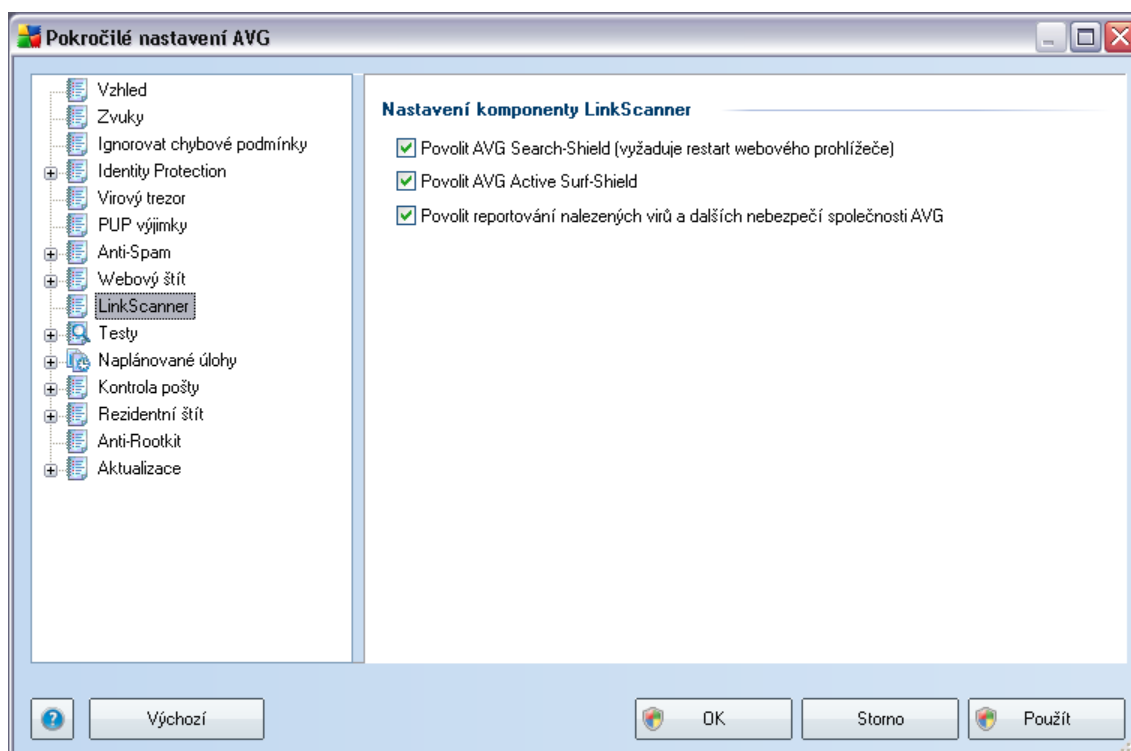 Pokročilé nastavení AVG
Vzhled
Zvuky
Ignorovat chybové podmínky
Identity Protection
Virový trezor
PUP výjimky
Anti-Spam
Webový štít
LinkScanner
Testy
Naplánované úlohy
Kontrola pošty
Rezidentní štít
Anti-Rootkit
Aktualizace
Nastavení komponenty LinkScanner
Povolit AVG Search-Shield (vyžaduje restart webového prohlížeče)
Povolit AVG Active Surf-Shield
Povolit reportování nalezených virů a dalších nebezpečí společnosti AVG
Výchozí
OK
Storno
Použít